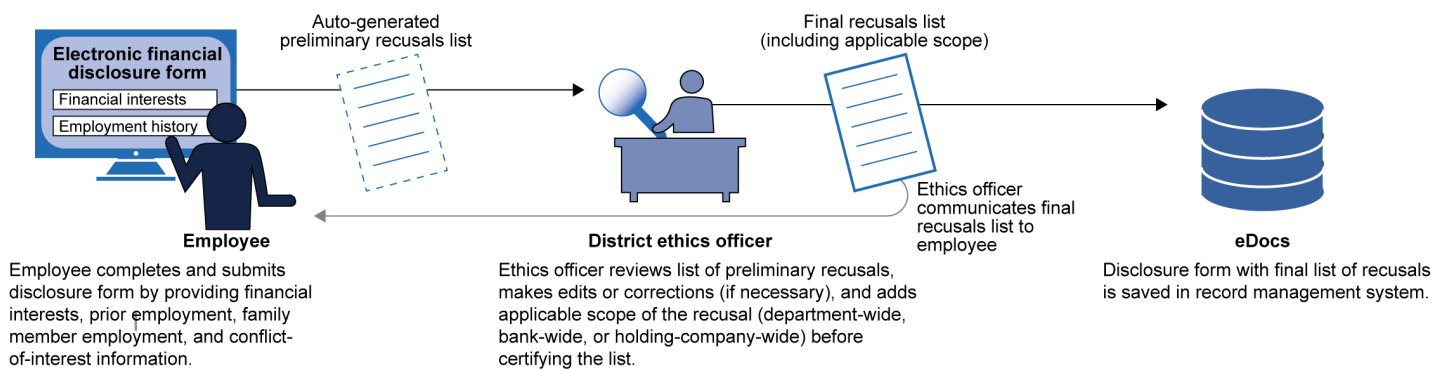 Electronic financial
disclosure form
Financial interests
Employment history
Auto-generated
preliminary recusals list
Final recusals list
(including applicable scope)
Ethics officer
communicates final
recusals list to
employee
Employee
Employee completes and submits
disclosure form by providing financial
interests, prior employment, family
member employment, and conflict-
of-interest information.
District ethics officer
Ethics officer reviews list of preliminary recusals,
makes edits or corrections (if necessary), and adds
applicable scope of the recusal (department-wide,
bank-wide, or holding-company-wide) before
certifying the list.
eDocs
Disclosure form with final list of recusals
is saved in record management system.